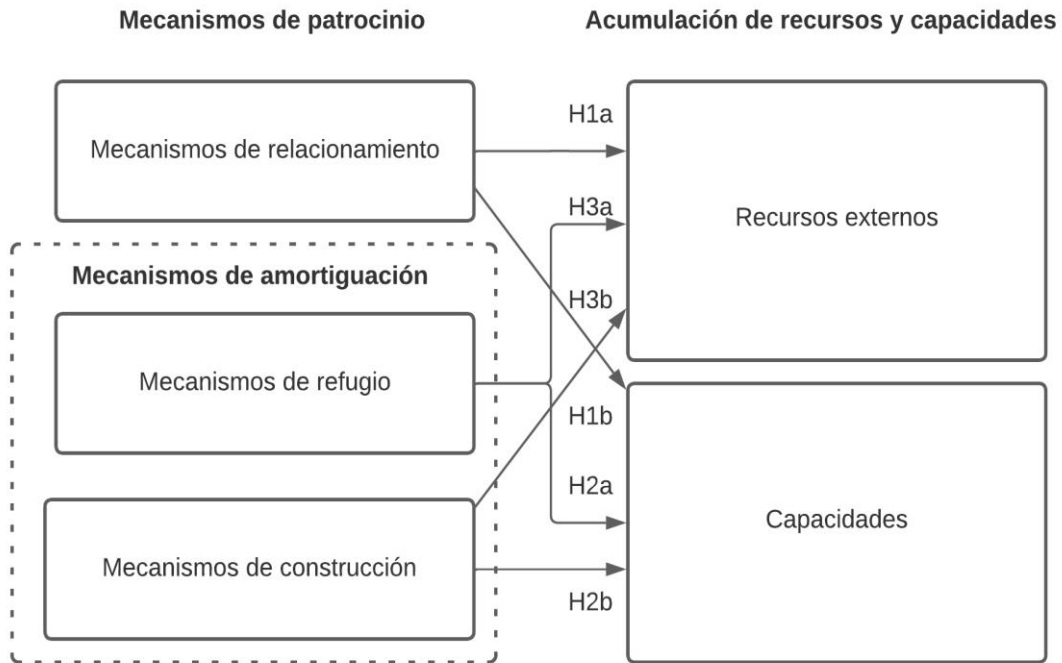 Mecanismos de patrocinio
Acumulación de recursos y capacidades
Mecanismos de relacionamiento
H1a
H3a
Recursos externos
Mecanismos de amortiguación
H3b
Mecanismos de refugio
H1b
H2a
Capacidades
Mecanismos de construcción
H2b